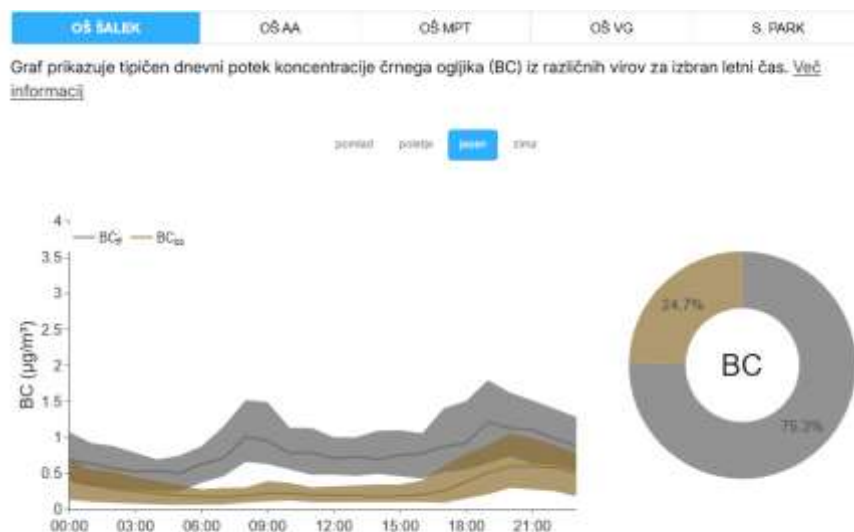 OŠ ŠALEK OŠ AA OŠ MPT OŠ VG S. PARK
Graf prikazuje tipičen dnevni potek koncentracije črnega ogljika (BC) iz različnih virov za izbran letni čas. Več
informacij
pomlad poletje jesen zima
4
BC BC
3.5
3
2.5
2
1.5
1
0.5
0
BC (µg/m³)
00:00 03:00 06:00 09:00 12:00 15:00 18:00 21:00
24,7%
BC
75,3%